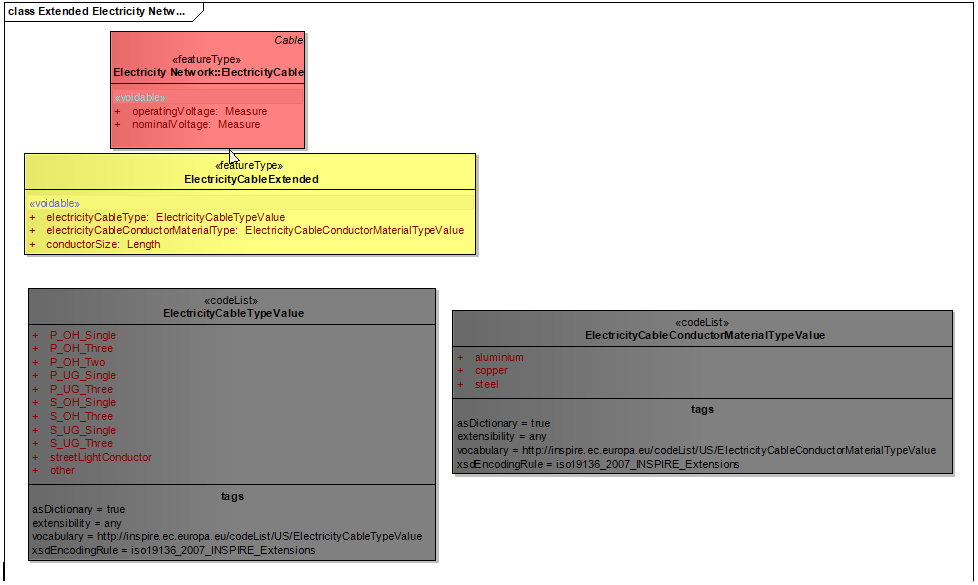 class Extended Electricity Netw...
Cable
«featureType»
Electricity Network::ElectricityCable
«voidable»
+ operatingVoltage: Measure
+ nominalVoltage: Measure
«featureType»
ElectricityCableExtended
«voidable»
+ electricityCableType: ElectricityCableTypeValue
+ electricityCableConductorMaterialType: ElectricityCableConductorMaterialTypeValue
+ conductorSize: Length
«codeList»
ElectricityCableTypeValue
+ P_OH_Single
+ P_OH_Three
+ P_OH_Two
+ P_UG_Single
+ P_UG_Three
+ S_OH_Single
+ S_OH_Three
+ S_UG_Single
+ S_UG_Three
+ streetLightConductor
+ other
tags
asDictionary = true
extensibility = any
vocabulary = http://inspire.ec.europa.eu/codeList/US/ElectricityCableTypeValue
xsdEncodingRule = iso19136_2007_INSPIRE_Extensions
«codeList»
ElectricityCableConductorMaterialTypeValue
+ aluminium
+ copper
+ steel
tags
asDictionary = true
extensibility = any
vocabulary = http://inspire.ec.europa.eu/codeList/US/ElectricityCableConductorMaterialTypeValue
xsdEncodingRule = iso19136_2007_INSPIRE_Extensions